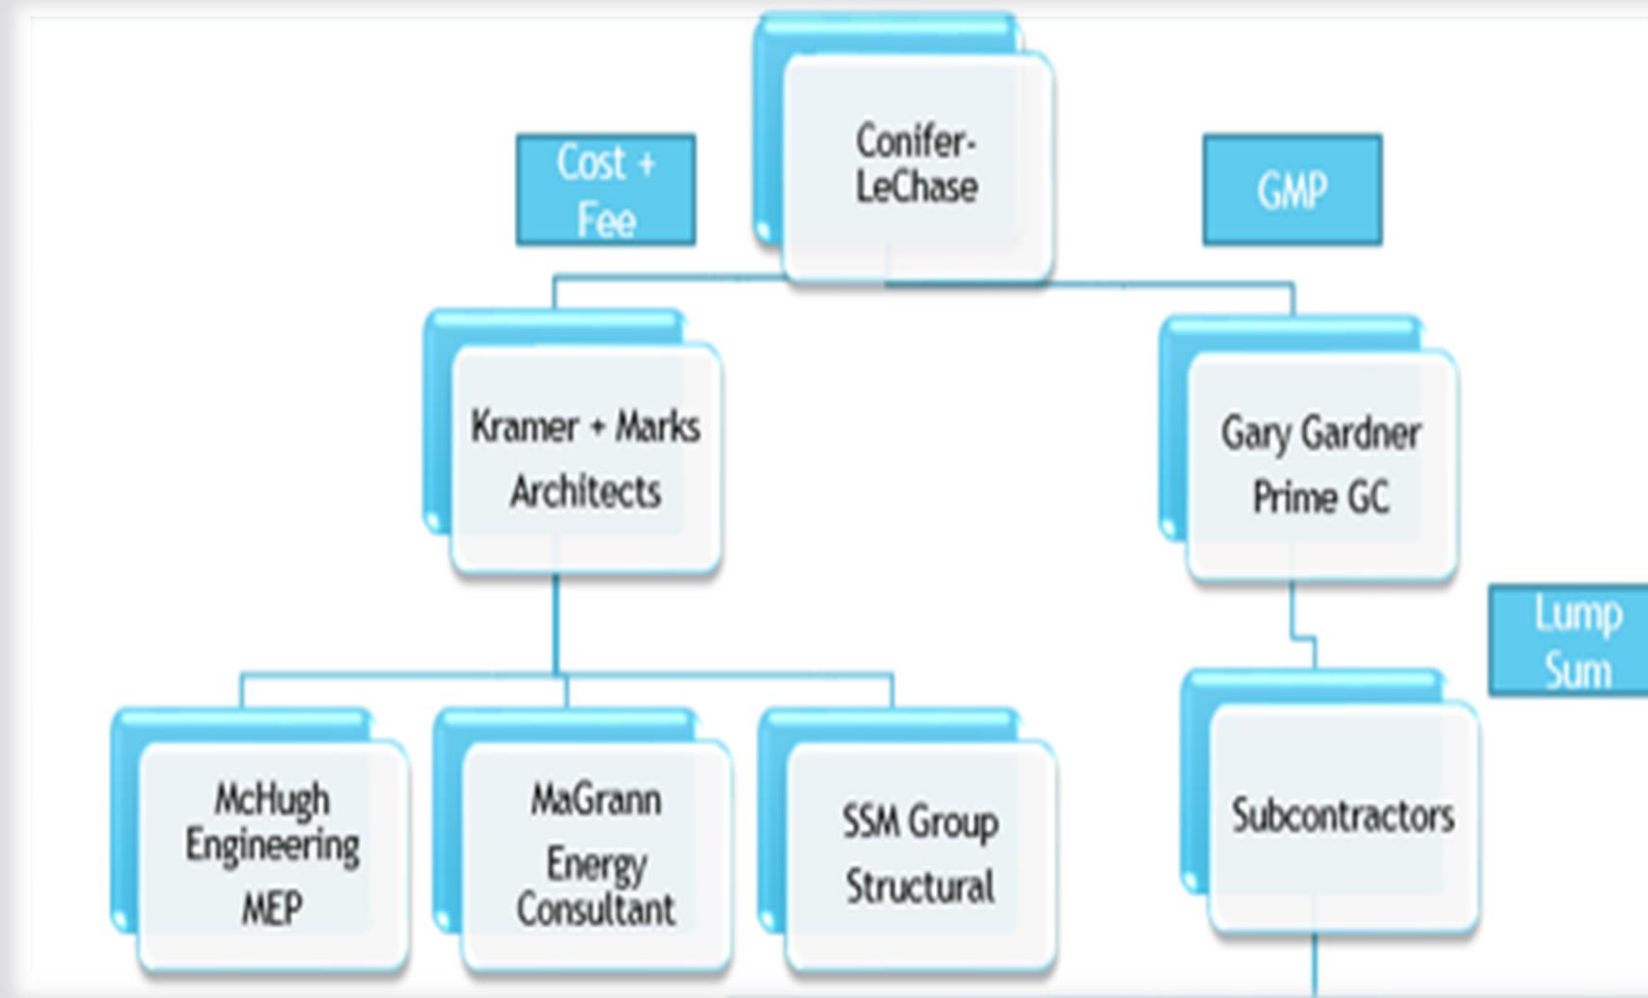 Conifer-
LeChase
Cost +
Fee
GMP
Kramer + Marks
Architects
Gary Gardner
Prime GC
Lump
Sum
McHugh
Engineering
MEP
MaGrann
Energy
Consultant
SSM Group
Structural
Subcontractors